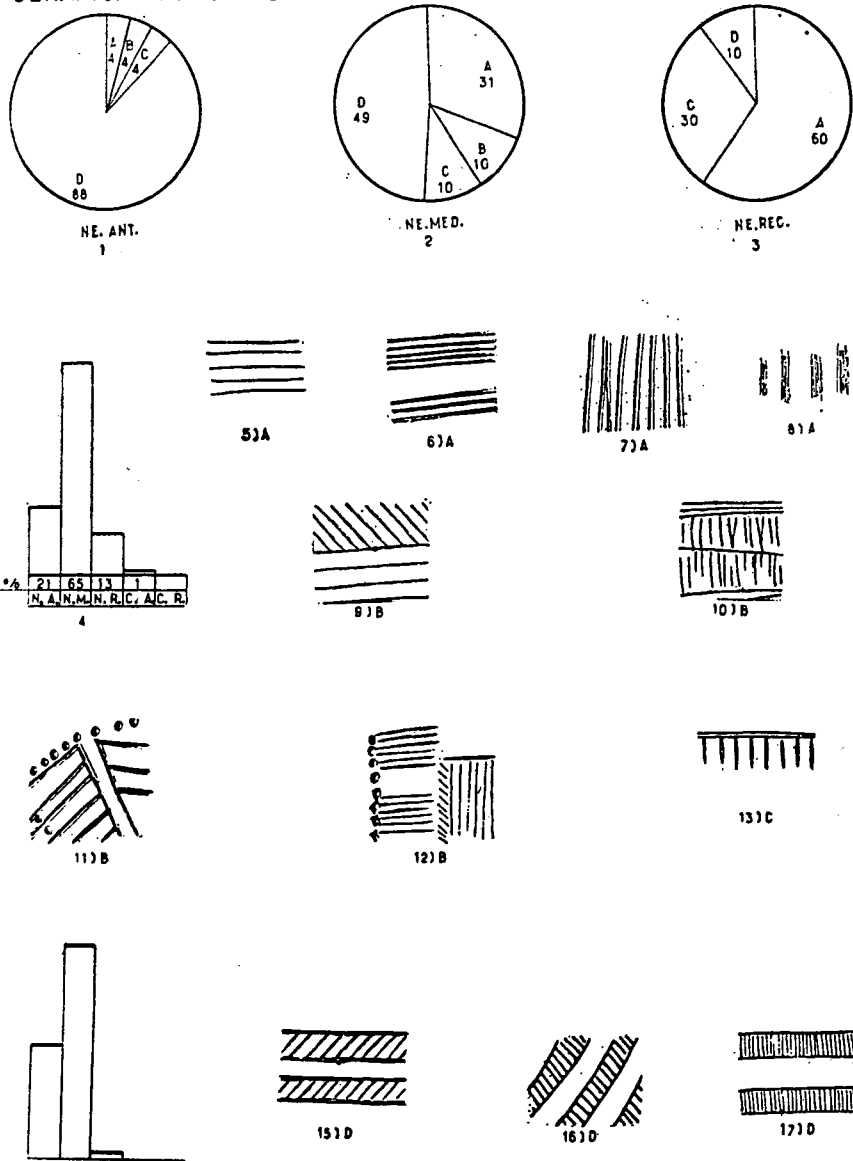 A
4
B
4
C
4
D
88
NE. ANT.
1
A
31
B
10
C
10
D
49
NE.MED.
2
A
60
C
30
D
10
NE.REC.
3
5) A
6) A
7) A
8) A
% 21 65 13 1
N. A. N.M. N. R. C. A. C. R.
4
9) B
10) B
11) B
12) B
13) C
15) D
16) D
17) D